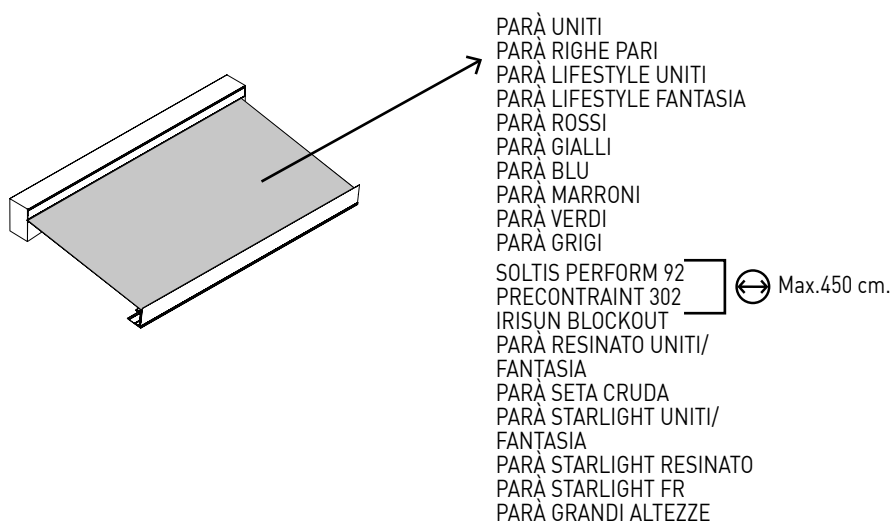 PARÀ UNITI
PARÀ RIGHE PARI
PARÀ LIFESTYLE UNITI
PARÀ LIFESTYLE FANTASIA
PARÀ ROSSI
PARÀ GIALLI
PARÀ BLU
PARÀ MARRONI
PARÀ VERDI
PARÀ GRIGI
SOLTIS PERFORM 92
PRECONTRAINT 302
Max.450 cm.
IRISUN BLOCKOUT
PARÀ RESINATO UNITI/
FANTASIA
PARÀ SETA CRUDA
PARÀ STARLIGHT UNITI/
FANTASIA
PARÀ STARLIGHT RESINATO
PARÀ STARLIGHT FR
PARÀ GRANDI ALTEZZE